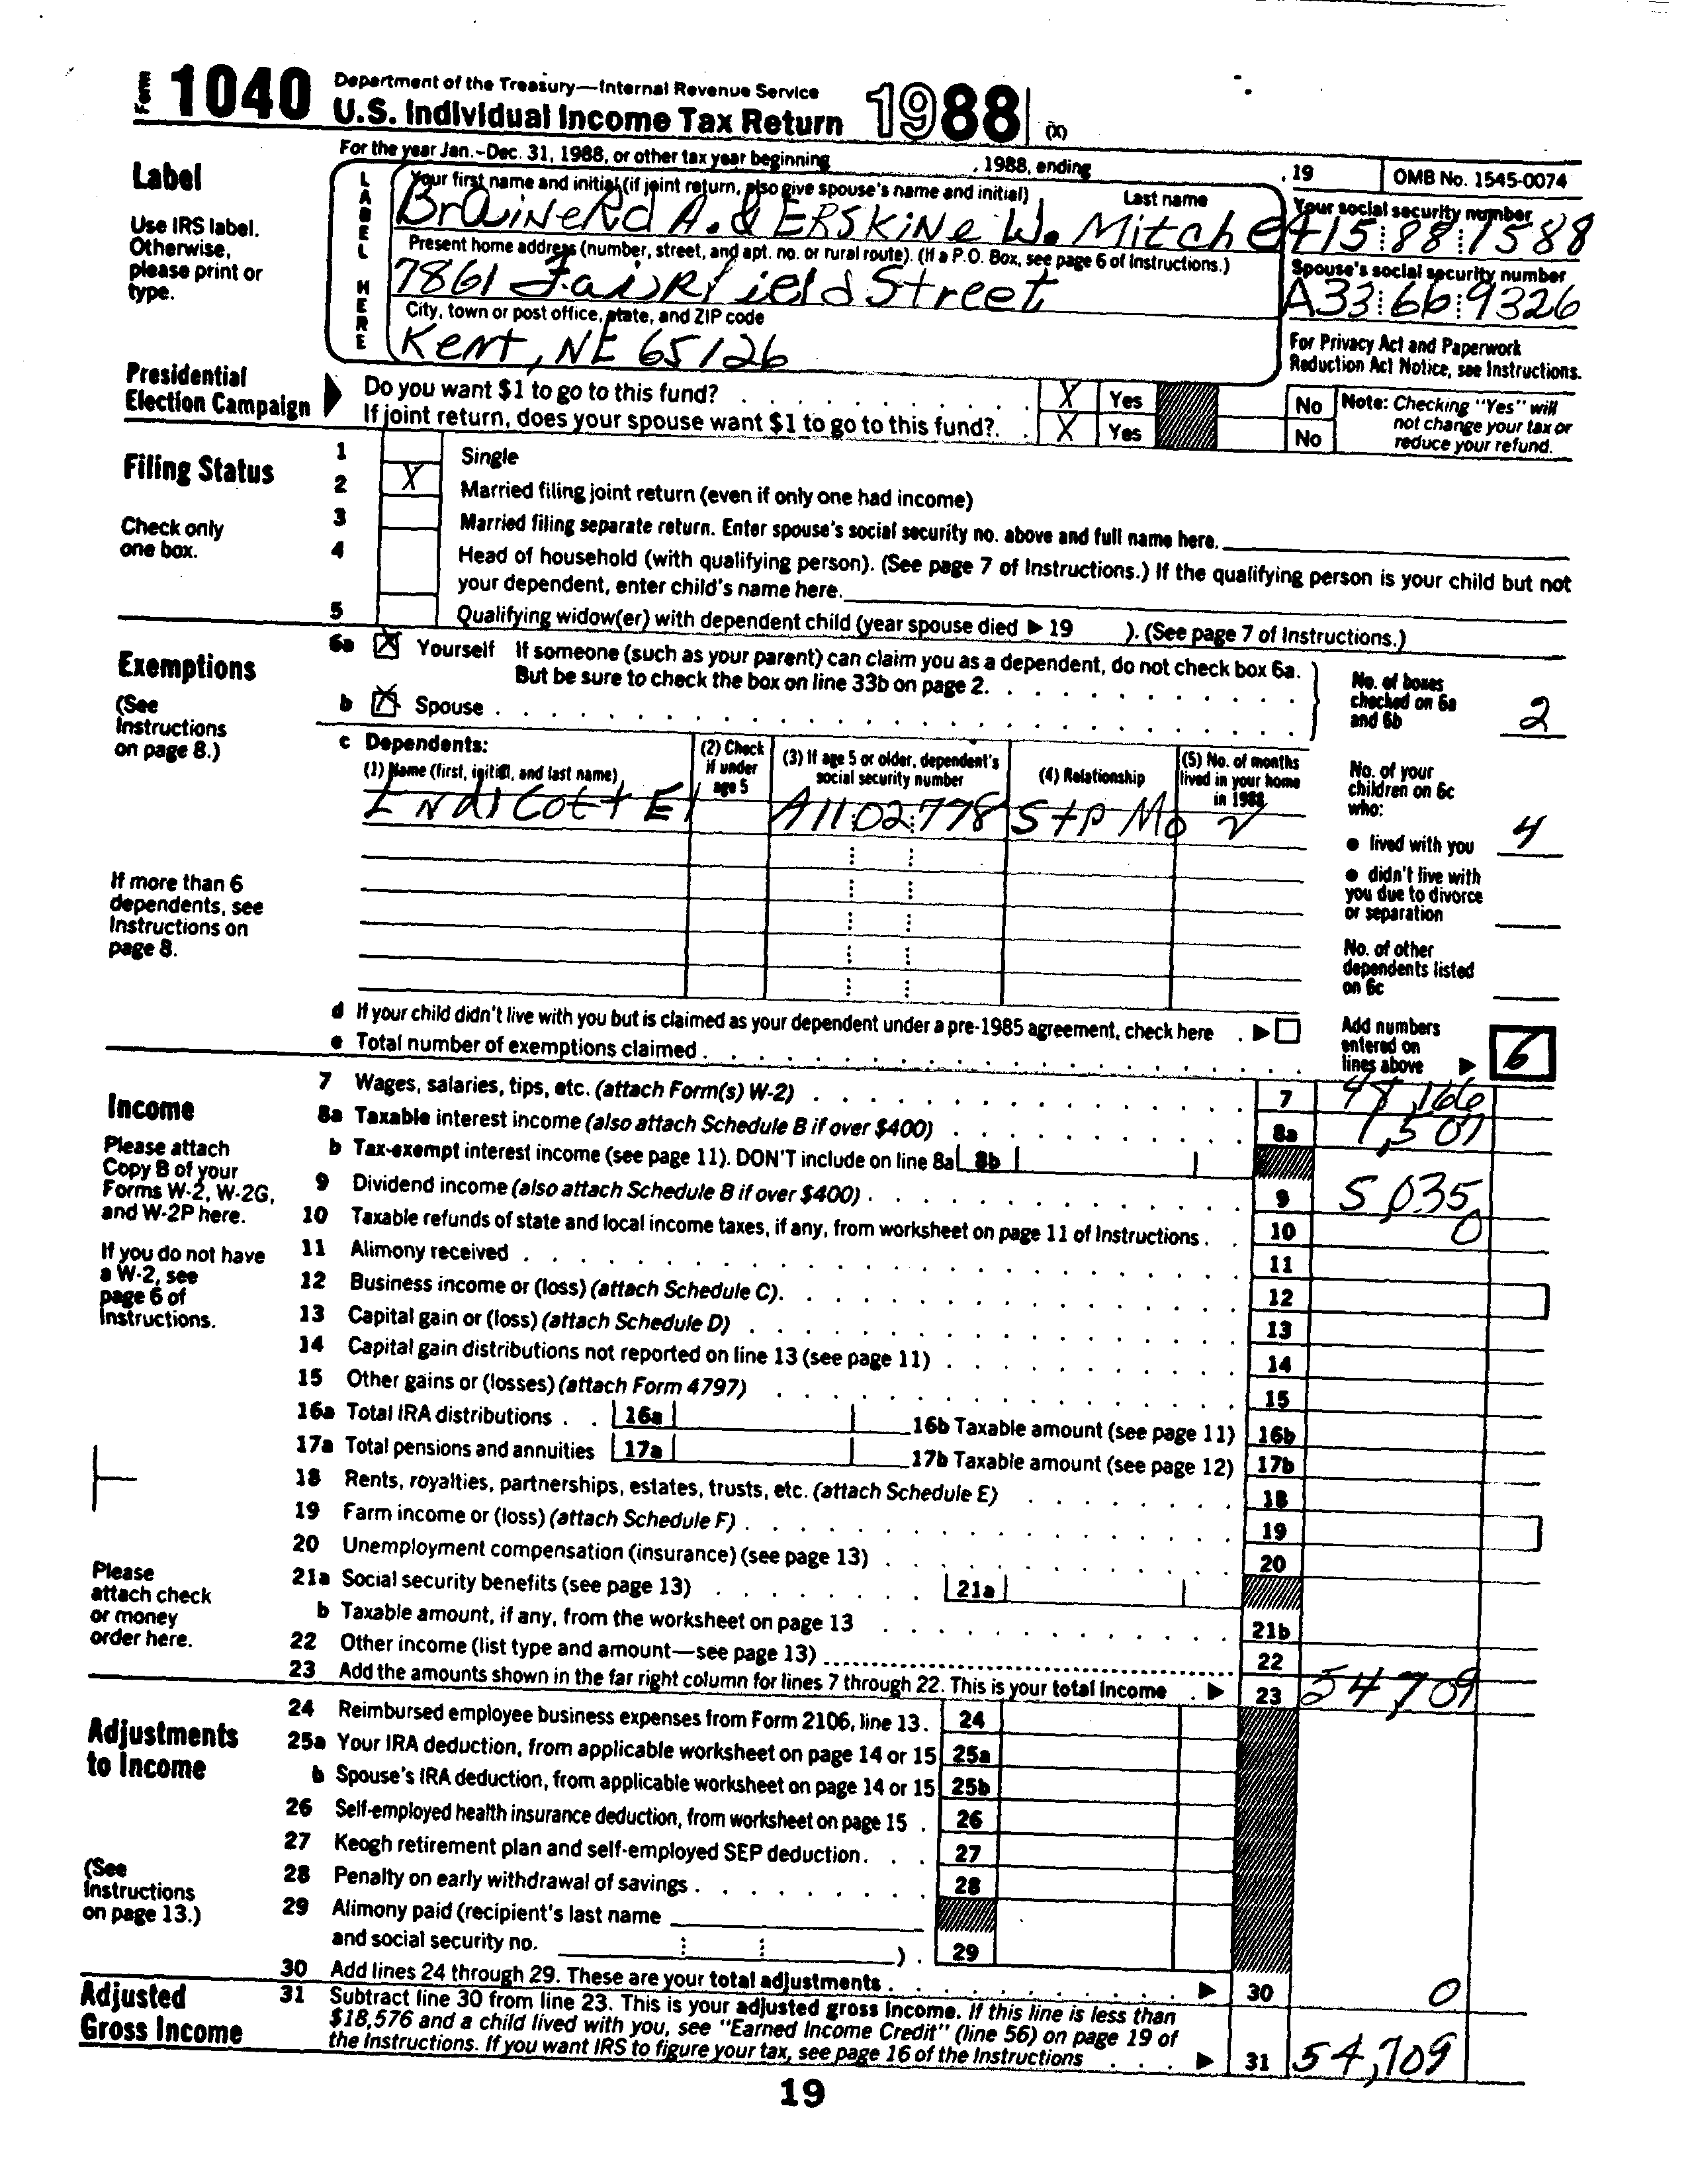 Form 1040 Department of the Treasury—Internal Revenue Service
U.S. Individual Income Tax Return 1988 (X)
For the year Jan.–Dec. 31, 1988, or other tax year beginning , 1988, ending , 19 OMB No. 1545-0074
Label
Use IRS label.
Otherwise,
please print or
type.
LABEL HERE
Your first name and initial (if joint return, also give spouse's name and initial) Last name
BrAiNeRd A. & ERSKiNe W. Mitche
Your social security number
A15 88 7588
Present home address (number, street, and apt. no. or rural route). (If a P.O. Box, see page 6 of Instructions.)
7861 FaiRfield Street
Spouse's social security number
A33 66 9326
City, town or post office, state, and ZIP code
Kent, NE 65126
For Privacy Act and Paperwork
Reduction Act Notice, see Instructions.
Presidential
Election Campaign
Do you want $1 to go to this fund? X Yes No
If joint return, does your spouse want $1 to go to this fund?. X Yes No
Note: Checking "Yes" will
not change your tax or
reduce your refund.
Filing Status
Check only
one box.
1 Single
2 X Married filing joint return (even if only one had income)
3 Married filing separate return. Enter spouse's social security no. above and full name here.
4 Head of household (with qualifying person). (See page 7 of Instructions.) If the qualifying person is your child but not
your dependent, enter child's name here.
5 Qualifying widow(er) with dependent child (year spouse died ▶ 19 ). (See page 7 of Instructions.)
Exemptions
(See
Instructions
on page 8.)
6a X Yourself If someone (such as your parent) can claim you as a dependent, do not check box 6a.
But be sure to check the box on line 33b on page 2.
b X Spouse
No. of boxes
checked on 6a
and 6b 2
c Dependents:
(1) Name (first, initial, and last name)
(2) Check
if under
age 5
(3) If age 5 or older, dependent's
social security number
(4) Relationship
(5) No. of months
lived in your home
in 1988
Endicott El A11 02 778 StP Mo
If more than 6
dependents, see
Instructions on
page 8.
No. of your
children on 6c
who:
● lived with you 4
● didn't live with
you due to divorce
or separation
No. of other
dependents listed
on 6c
d If your child didn't live with you but is claimed as your dependent under a pre-1985 agreement, check here ▶
e Total number of exemptions claimed
Add numbers
entered on
lines above ▶ 6
Income
Please attach
Copy B of your
Forms W-2, W-2G,
and W-2P here.
If you do not have
a W-2, see
page 6 of
Instructions.
Please
attach check
or money
order here.
7 Wages, salaries, tips, etc. (attach Form(s) W-2) 7 48,166
8a Taxable interest income (also attach Schedule B if over $400) 8a 1,507
b Tax-exempt interest income (see page 11). DON'T include on line 8a 8b
9 Dividend income (also attach Schedule B if over $400) 9 5,035
10 Taxable refunds of state and local income taxes, if any, from worksheet on page 11 of Instructions 10 0
11 Alimony received 11
12 Business income or (loss) (attach Schedule C). 12
13 Capital gain or (loss) (attach Schedule D) 13
14 Capital gain distributions not reported on line 13 (see page 11) 14
15 Other gains or (losses) (attach Form 4797) 15
16a Total IRA distributions 16a 16b Taxable amount (see page 11) 16b
17a Total pensions and annuities 17a 17b Taxable amount (see page 12) 17b
18 Rents, royalties, partnerships, estates, trusts, etc. (attach Schedule E) 18
19 Farm income or (loss) (attach Schedule F) 19
20 Unemployment compensation (insurance) (see page 13) 20
21a Social security benefits (see page 13) 21a
b Taxable amount, if any, from the worksheet on page 13 21b
22 Other income (list type and amount—see page 13) 22
23 Add the amounts shown in the far right column for lines 7 through 22. This is your total income ▶ 23 54,709
Adjustments
to Income
(See
Instructions
on page 13.)
24 Reimbursed employee business expenses from Form 2106, line 13. 24
25a Your IRA deduction, from applicable worksheet on page 14 or 15 25a
b Spouse's IRA deduction, from applicable worksheet on page 14 or 15 25b
26 Self-employed health insurance deduction, from worksheet on page 15 26
27 Keogh retirement plan and self-employed SEP deduction. 27
28 Penalty on early withdrawal of savings 28
29 Alimony paid (recipient's last name
and social security no. ) 29
30 Add lines 24 through 29. These are your total adjustments ▶ 30 0
Adjusted
Gross Income
31 Subtract line 30 from line 23. This is your adjusted gross income. If this line is less than
$18,576 and a child lived with you, see "Earned Income Credit" (line 56) on page 19 of
the Instructions. If you want IRS to figure your tax, see page 16 of the Instructions ▶ 31 54,709
19